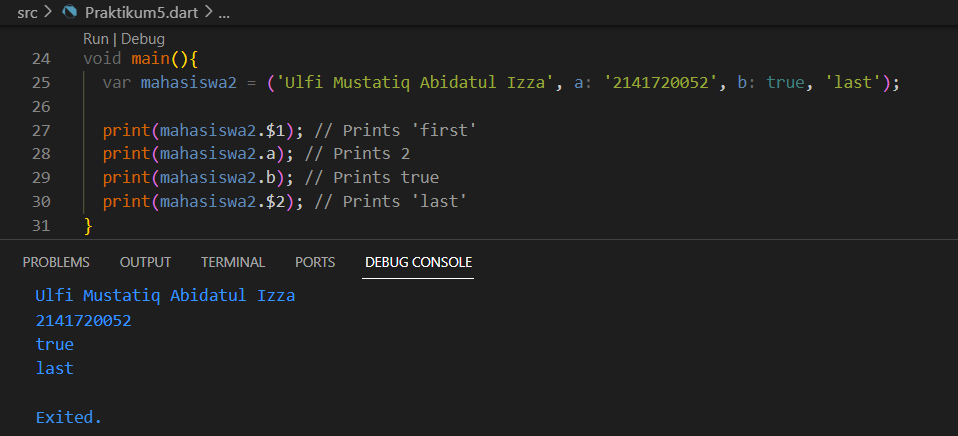 src > Praktikum5.dart > ...
Run | Debug
24 void main(){
25   var mahasiswa2 = ('Ulfi Mustatiq Abidatul Izza', a: '2141720052', b: true, 'last');
26
27   print(mahasiswa2.$1); // Prints 'first'
28   print(mahasiswa2.a); // Prints 2
29   print(mahasiswa2.b); // Prints true
30   print(mahasiswa2.$2); // Prints 'last'
31 }
PROBLEMS OUTPUT TERMINAL PORTS DEBUG CONSOLE
Ulfi Mustatiq Abidatul Izza
2141720052
true
last
Exited.